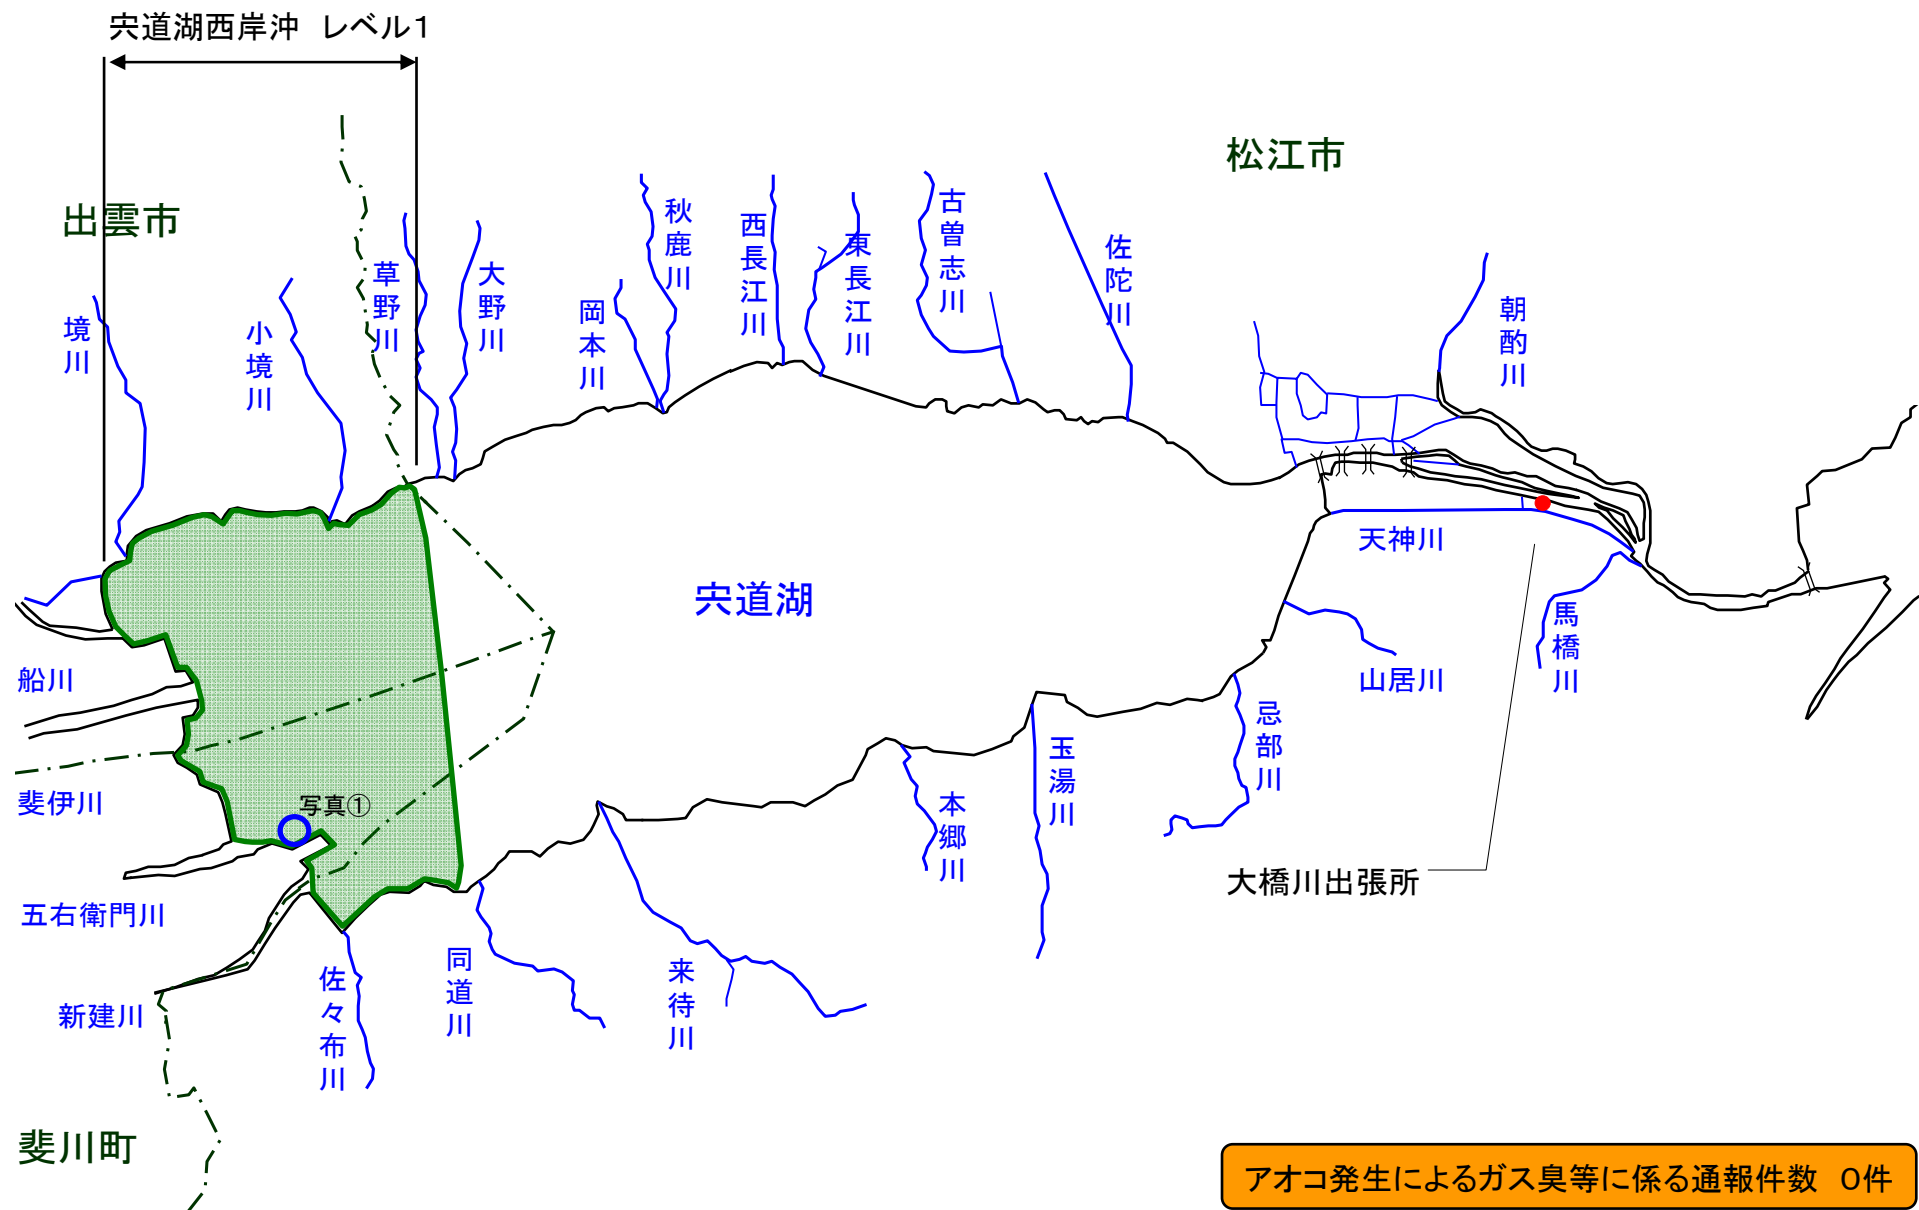 宍道湖西岸沖　レベル1
松江市
出雲市
境川
小境川
草野川
大野川
岡本川
秋鹿川
西長江川
東長江川
古曽志川
佐陀川
朝酌川
天神川
宍道湖
馬橋川
山居川
船川
忌部川
玉湯川
斐伊川
写真①
本郷川
大橋川出張所
五右衛門川
新建川
佐々布川
同道川
来待川
斐川町
アオコ発生によるガス臭等に係る通報件数　0件